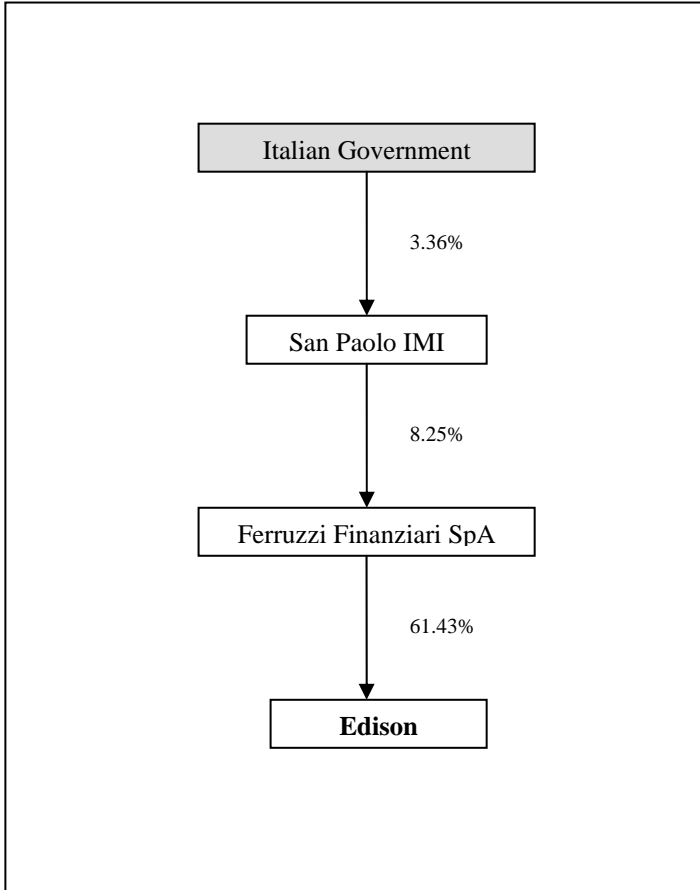 Italian Government
3.36%
San Paolo IMI
8.25%
Ferruzzi Finanziari SpA
61.43%
Edison